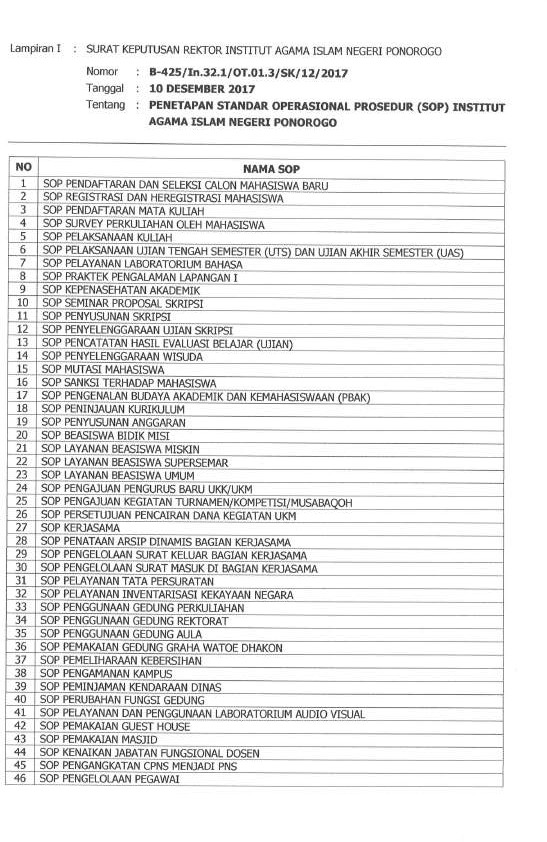 Lampiran I : SURAT KEPUTUSAN REKTOR INSTITUT AGAMA ISLAM NEGERI PONOROGO
Nomor : B-425/In.32.1/OT.01.3/SK/12/2017
Tanggal : 10 DESEMBER 2017
Tentang : PENETAPAN STANDAR OPERASIONAL PROSEDUR (SOP) INSTITUT
AGAMA ISLAM NEGERI PONOROGO
NO NAMA SOP
1 SOP PENDAFTARAN DAN SELEKSI CALON MAHASISWA BARU
2 SOP REGISTRASI DAN HEREGISTRASI MAHASISWA
3 SOP PENDAFTARAN MATA KULIAH
4 SOP SURVEY PERKULIAHAN OLEH MAHASISWA
5 SOP PELAKSANAAN KULIAH
6 SOP PELAKSANAAN UJIAN TENGAH SEMESTER (UTS) DAN UJIAN AKHIR SEMESTER (UAS)
7 SOP PELAYANAN LABORATORIUM BAHASA
8 SOP PRAKTEK PENGALAMAN LAPANGAN I
9 SOP KEPENASEHATAN AKADEMIK
10 SOP SEMINAR PROPOSAL SKRIPSI
11 SOP PENYUSUNAN SKRIPSI
12 SOP PENYELENGGARAAN UJIAN SKRIPSI
13 SOP PENCATATAN HASIL EVALUASI BELAJAR (UJIAN)
14 SOP PENYELENGGARAAN WISUDA
15 SOP MUTASI MAHASISWA
16 SOP SANKSI TERHADAP MAHASISWA
17 SOP PENGENALAN BUDAYA AKADEMIK DAN KEMAHASISWAAN (PBAK)
18 SOP PENINJAUAN KURIKULUM
19 SOP PENYUSUNAN ANGGARAN
20 SOP BEASISWA BIDIK MISI
21 SOP LAYANAN BEASISWA MISKIN
22 SOP LAYANAN BEASISWA SUPERSEMAR
23 SOP LAYANAN BEASISWA UMUM
24 SOP PENGAJUAN PENGURUS BARU UKK/UKM
25 SOP PENGAJUAN KEGIATAN TURNAMEN/KOMPETISI/MUSABAQOH
26 SOP PERSETUJUAN PENCAIRAN DANA KEGIATAN UKM
27 SOP KERJASAMA
28 SOP PENATAAN ARSIP DINAMIS BAGIAN KERJASAMA
29 SOP PENGELOLAAN SURAT KELUAR BAGIAN KERJASAMA
30 SOP PENGELOLAAN SURAT MASUK DI BAGIAN KERJASAMA
31 SOP PELAYANAN TATA PERSURATAN
32 SOP PELAYANAN INVENTARISASI KEKAYAAN NEGARA
33 SOP PENGGUNAAN GEDUNG PERKULIAHAN
34 SOP PENGGUNAAN GEDUNG REKTORAT
35 SOP PENGGUNAAN GEDUNG AULA
36 SOP PEMAKAIAN GEDUNG GRAHA WATOE DHAKON
37 SOP PEMELIHARAAN KEBERSIHAN
38 SOP PENGAMANAN KAMPUS
39 SOP PEMINJAMAN KENDARAAN DINAS
40 SOP PERUBAHAN FUNGSI GEDUNG
41 SOP PELAYANAN DAN PENGGUNAAN LABORATORIUM AUDIO VISUAL
42 SOP PEMAKAIAN GUEST HOUSE
43 SOP PEMAKAIAN MASJID
44 SOP KENAIKAN JABATAN FUNGSIONAL DOSEN
45 SOP PENGANGKATAN CPNS MENJADI PNS
46 SOP PENGELOLAAN PEGAWAI